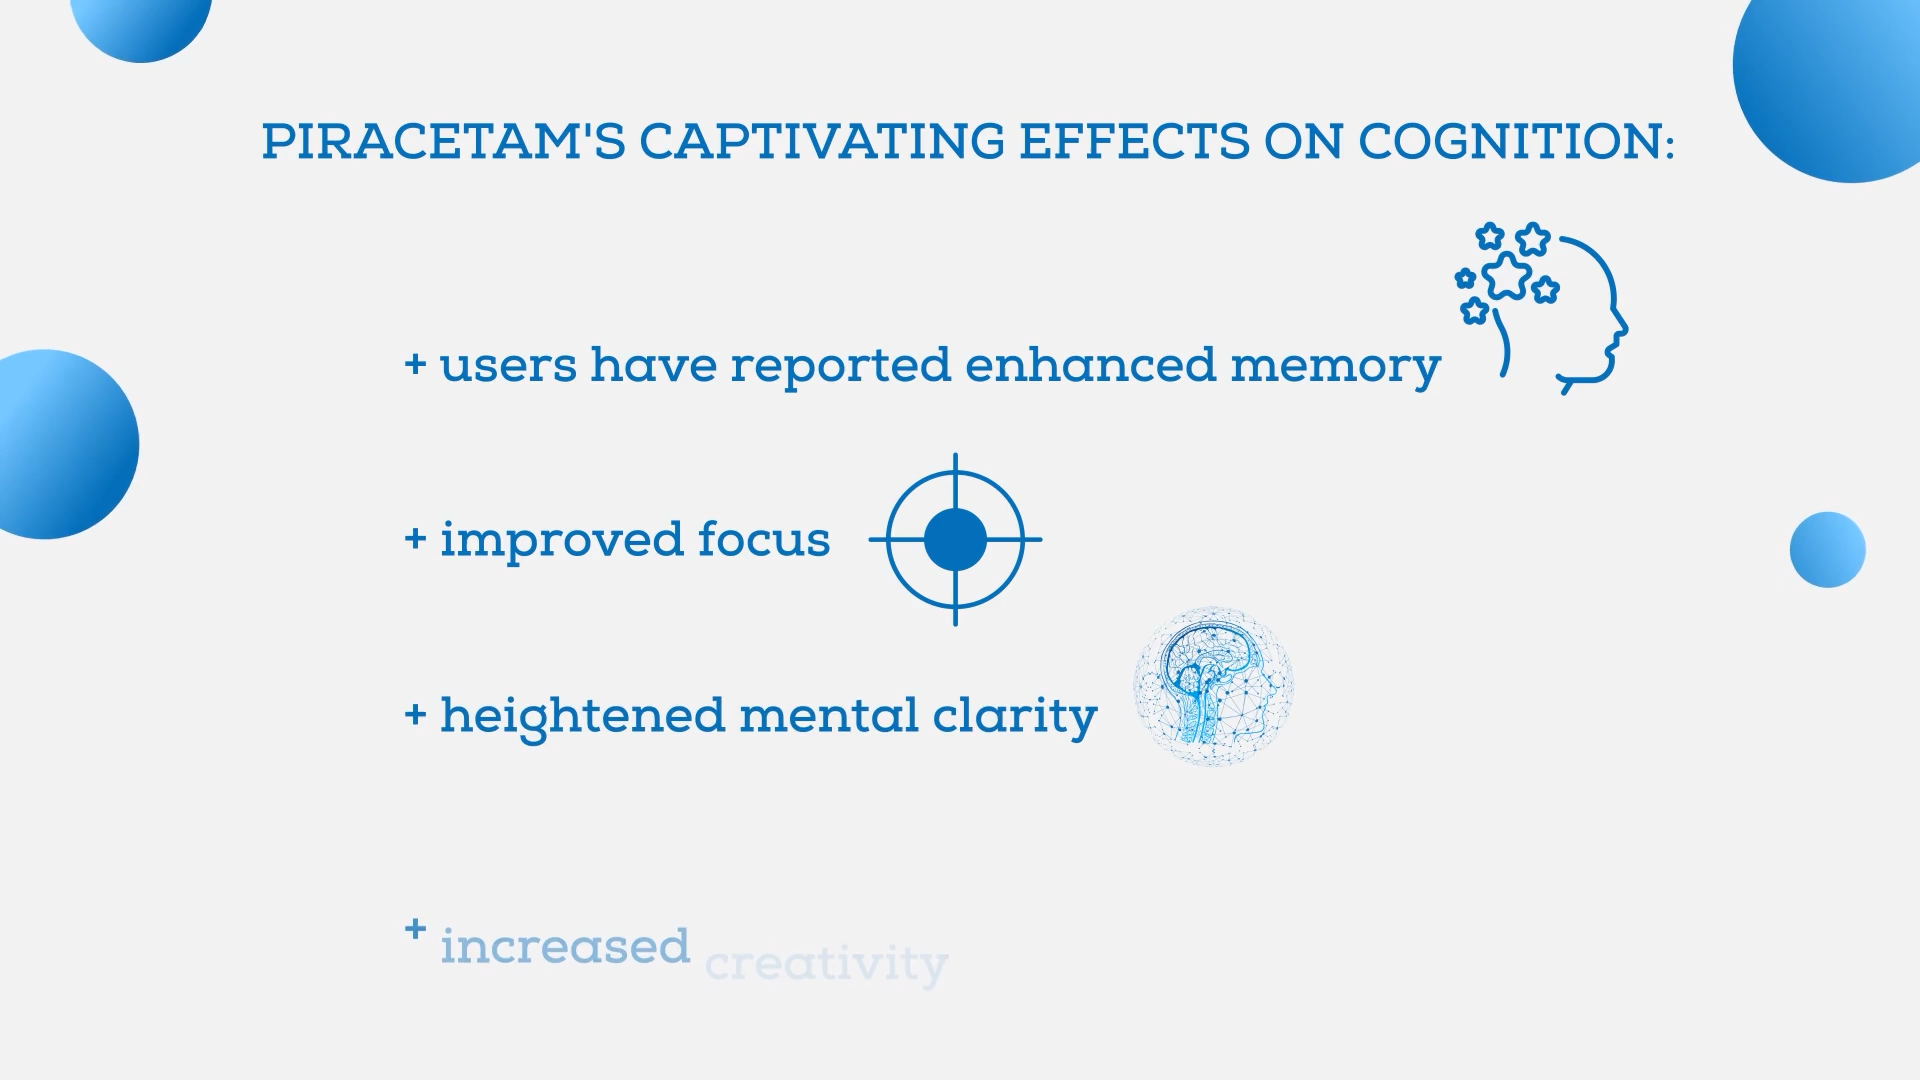 PIRACETAM'S CAPTIVATING EFFECTS ON COGNITION:
+ users have reported enhanced memory
+ improved focus
+ heightened mental clarity
+ increased creativity